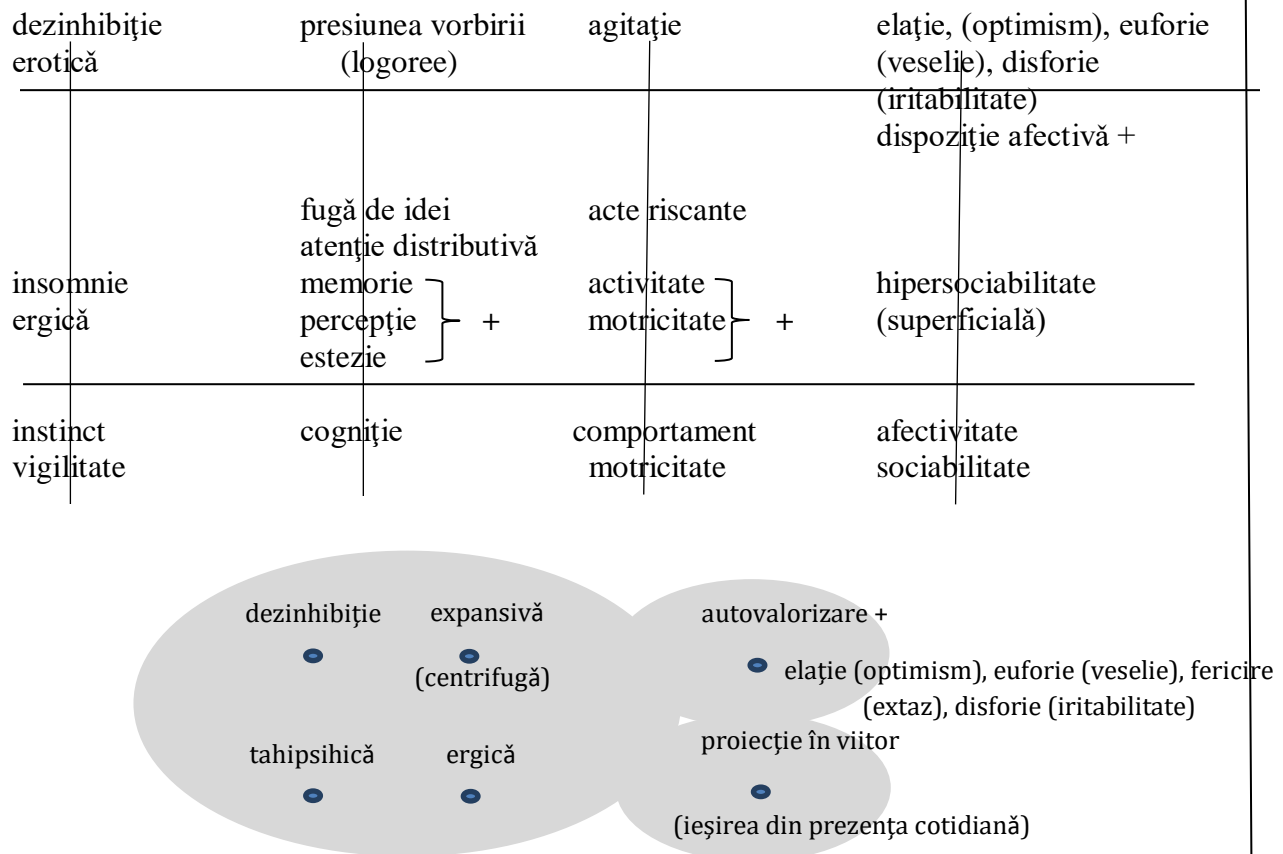 dezinhibiţie presiunea vorbirii agitaţie elaţie, (optimism), euforie
erotică (logoree) (veselie), disforie
(iritabilitate)
dispoziţie afectivă +
fugă de idei acte riscante
atenţie distributivă
insomnie memorie activitate hipersociabilitate
ergică percepţie + motricitate + (superficială)
estezie
instinct cogniţie comportament afectivitate
vigilitate motricitate sociabilitate
dezinhibiţie expansivă autovalorizare +
(centrifugă) elaţie (optimism), euforie (veselie), fericire
(extaz), disforie (iritabilitate)
tahipsihică ergică proiecţie în viitor
(ieşirea din prezenţa cotidiană)